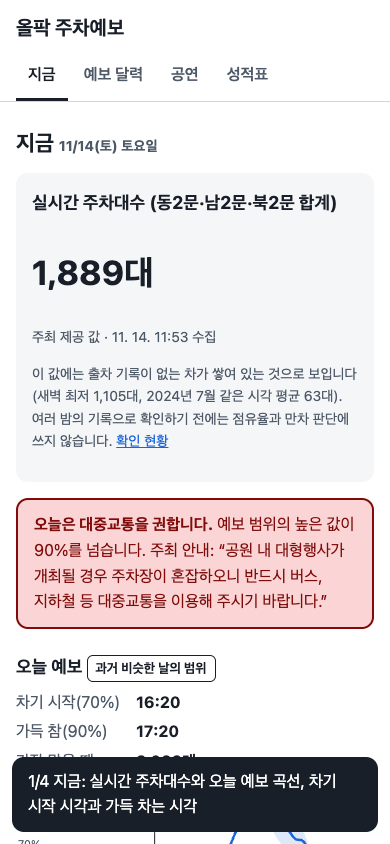 올팍 주차예보
지금 예보 달력 공연 성적표
지금 11/14(토) 토요일
실시간 주차대수 (동2문·남2문·북2문 합계)
1,889대
주최 제공 값 · 11. 14. 11:53 수집
이 값에는 출차 기록이 없는 차가 쌓여 있는 것으로 보입니다
(새벽 최저 1,105대, 2024년 7월 같은 시각 평균 63대).
여러 밤의 기록으로 확인하기 전에는 점유율과 만차 판단에
쓰지 않습니다. 확인 현황
오늘은 대중교통을 권합니다. 예보 범위의 높은 값이
90%를 넘습니다. 주최 안내: “공원 내 대형행사가
개최될 경우 주차장이 혼잡하오니 반드시 버스,
지하철 등 대중교통을 이용해 주시기 바랍니다.”
오늘 예보 과거 비슷한 날의 범위
차기 시작(70%) 16:20
가득 참(90%) 17:20
1/4 지금: 실시간 주차대수와 오늘 예보 곡선, 차기
시작 시각과 가득 차는 시각
70%